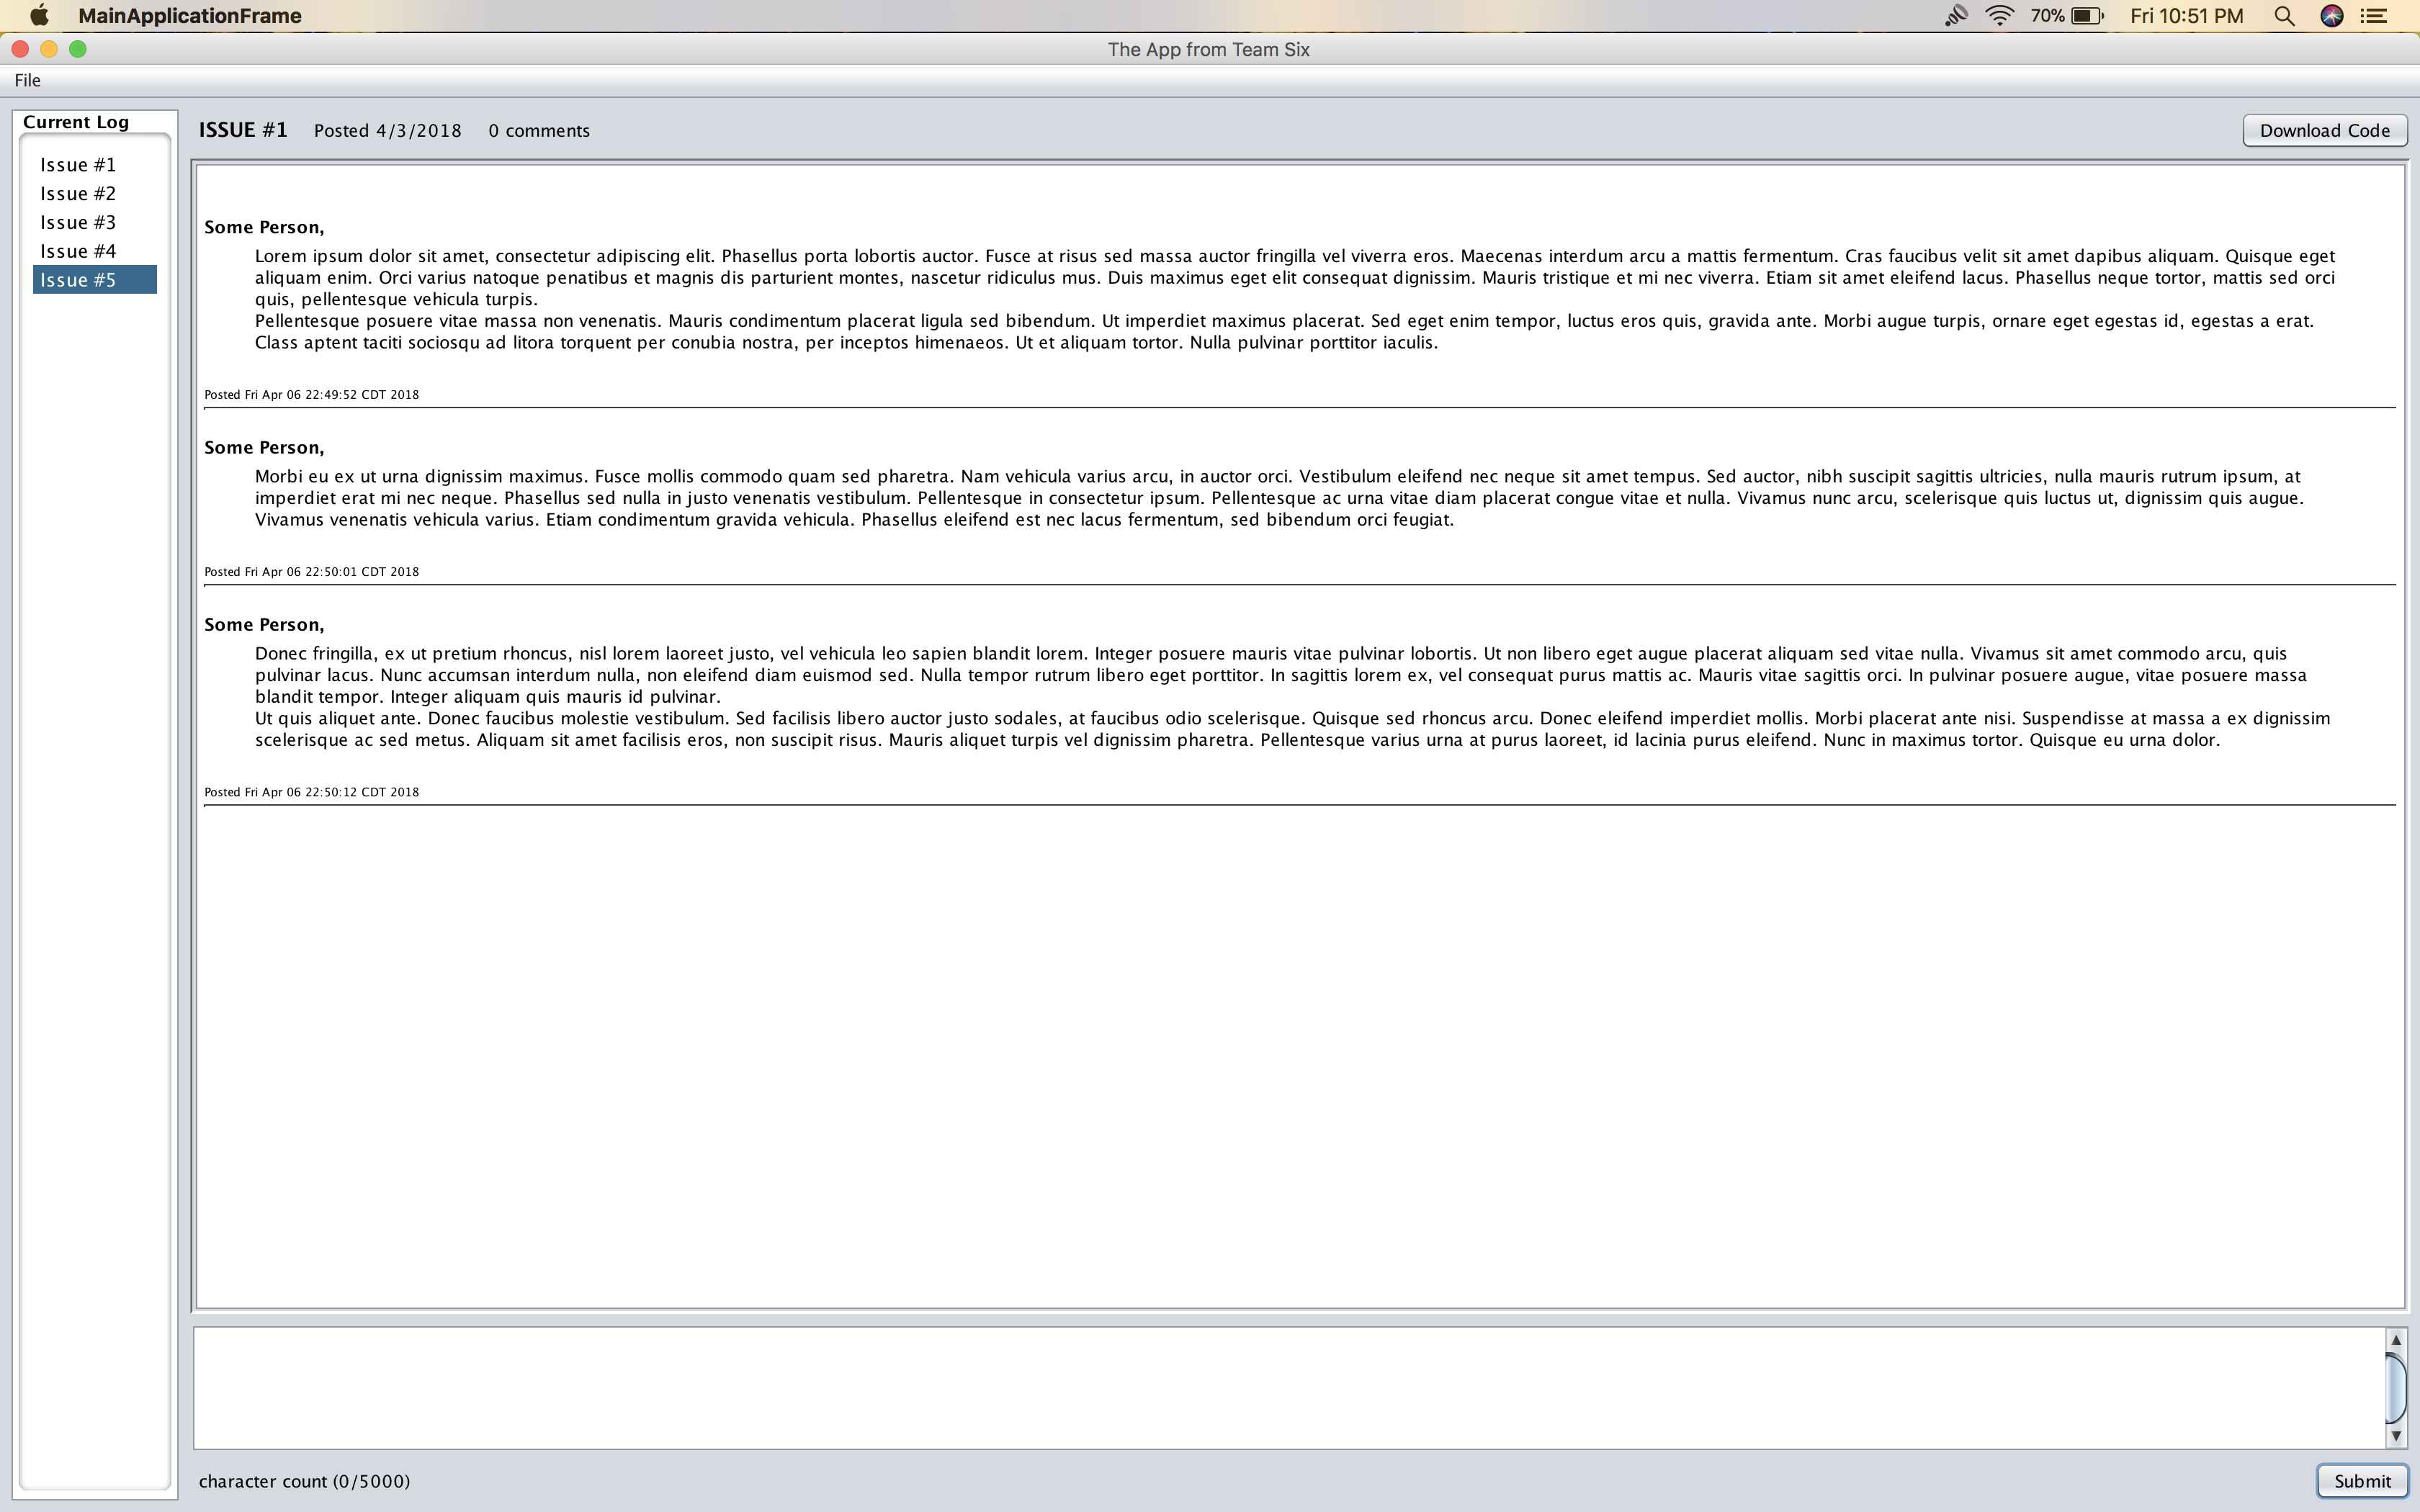 MainApplicationFrame
70%
Fri 10:51 PM
The App from Team Six
File
Current Log
Issue #1
Issue #2
Issue #3
Issue #4
Issue #5
ISSUE #1 Posted 4/3/2018 0 comments
Download Code
Some Person,
Lorem ipsum dolor sit amet, consectetur adipiscing elit. Phasellus porta lobortis auctor. Fusce at risus sed massa auctor fringilla vel viverra eros. Maecenas interdum arcu a mattis fermentum. Cras faucibus velit sit amet dapibus aliquam. Quisque eget
aliquam enim. Orci varius natoque penatibus et magnis dis parturient montes, nascetur ridiculus mus. Duis maximus eget elit consequat dignissim. Mauris tristique et mi nec viverra. Etiam sit amet eleifend lacus. Phasellus neque tortor, mattis sed orci
quis, pellentesque vehicula turpis.
Pellentesque posuere vitae massa non venenatis. Mauris condimentum placerat ligula sed bibendum. Ut imperdiet maximus placerat. Sed eget enim tempor, luctus eros quis, gravida ante. Morbi augue turpis, ornare eget egestas id, egestas a erat.
Class aptent taciti sociosqu ad litora torquent per conubia nostra, per inceptos himenaeos. Ut et aliquam tortor. Nulla pulvinar porttitor iaculis.
Posted Fri Apr 06 22:49:52 CDT 2018
Some Person,
Morbi eu ex ut urna dignissim maximus. Fusce mollis commodo quam sed pharetra. Nam vehicula varius arcu, in auctor orci. Vestibulum eleifend nec neque sit amet tempus. Sed auctor, nibh suscipit sagittis ultricies, nulla mauris rutrum ipsum, at
imperdiet erat mi nec neque. Phasellus sed nulla in justo venenatis vestibulum. Pellentesque in consectetur ipsum. Pellentesque ac urna vitae diam placerat congue vitae et nulla. Vivamus nunc arcu, scelerisque quis luctus ut, dignissim quis augue.
Vivamus venenatis vehicula varius. Etiam condimentum gravida vehicula. Phasellus eleifend est nec lacus fermentum, sed bibendum orci feugiat.
Posted Fri Apr 06 22:50:01 CDT 2018
Some Person,
Donec fringilla, ex ut pretium rhoncus, nisl lorem laoreet justo, vel vehicula leo sapien blandit lorem. Integer posuere mauris vitae pulvinar lobortis. Ut non libero eget augue placerat aliquam sed vitae nulla. Vivamus sit amet commodo arcu, quis
pulvinar lacus. Nunc accumsan interdum nulla, non eleifend diam euismod sed. Nulla tempor rutrum libero eget porttitor. In sagittis lorem ex, vel consequat purus mattis ac. Mauris vitae sagittis orci. In pulvinar posuere augue, vitae posuere massa
blandit tempor. Integer aliquam quis mauris id pulvinar.
Ut quis aliquet ante. Donec faucibus molestie vestibulum. Sed facilisis libero auctor justo sodales, at faucibus odio scelerisque. Quisque sed rhoncus arcu. Donec eleifend imperdiet mollis. Morbi placerat ante nisi. Suspendisse at massa a ex dignissim
scelerisque ac sed metus. Aliquam sit amet facilisis eros, non suscipit risus. Mauris aliquet turpis vel dignissim pharetra. Pellentesque varius urna at purus laoreet, id lacinia purus eleifend. Nunc in maximus tortor. Quisque eu urna dolor.
Posted Fri Apr 06 22:50:12 CDT 2018
character count (0/5000)
Submit